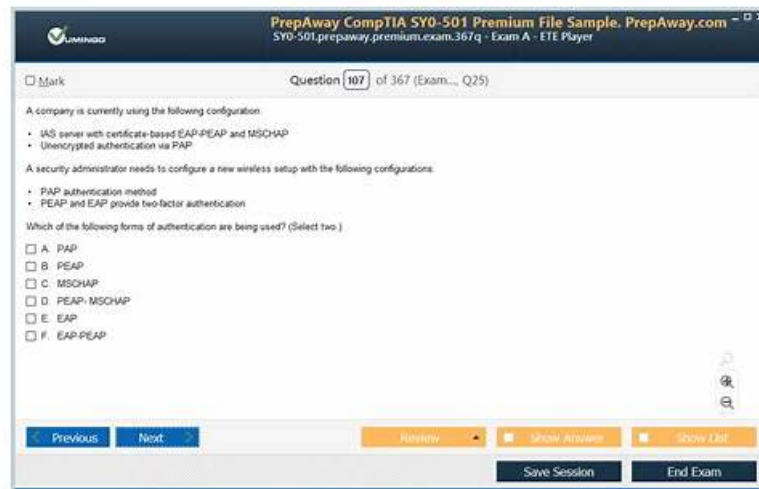 PrepAway CompTIA SY0-501 Premium File Sample. PrepAway.com
VUMINGO
SY0-501.prepaway.premium.exam.367q - Exam A - ETE Player
Mark
Question 107 of 367 (Exam..., Q25)
A company is currently using the following configuration
• IAS server with certificate-based EAP-PEAP and MSCHAP
• Unencrypted authentication via PAP
A security administrator needs to configure a new wireless setup with the following configurations:
• PAP authentication method
• PEAP and EAP provide two-factor authentication
Which of the following forms of authentication are being used? (Select two.)
A. PAP
B. PEAP
C. MSCHAP
D. PEAP- MSCHAP
E. EAP
F. EAP-PEAP
Previous Next Review Show Answer Show List
Save Session End Exam